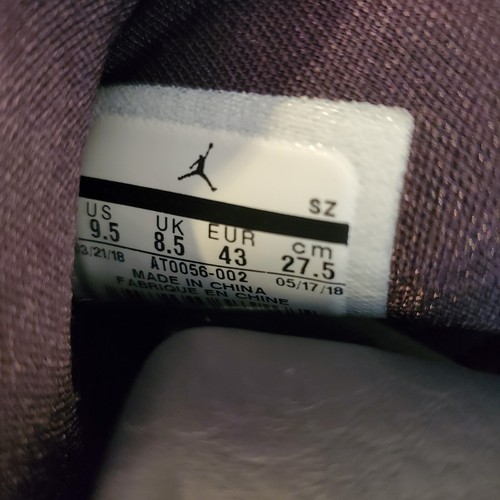 SZ
US UK EUR cm
9.5 8.5 43 27.5
03/21/18 AT0056-002 05/17/18
MADE IN CHINA
FABRIQUE EN CHINE